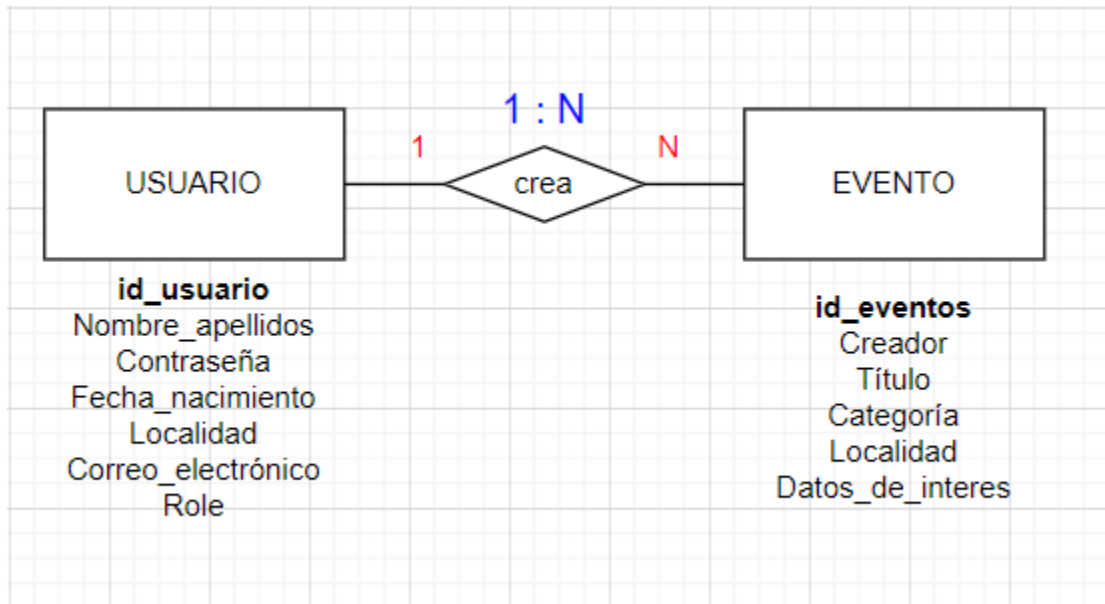 1 : N
USUARIO
1
crea
N
EVENTO
id_usuario
Nombre_apellidos
Contraseña
Fecha_nacimiento
Localidad
Correo_electrónico
Role
id_eventos
Creador
Título
Categoría
Localidad
Datos_de_interes